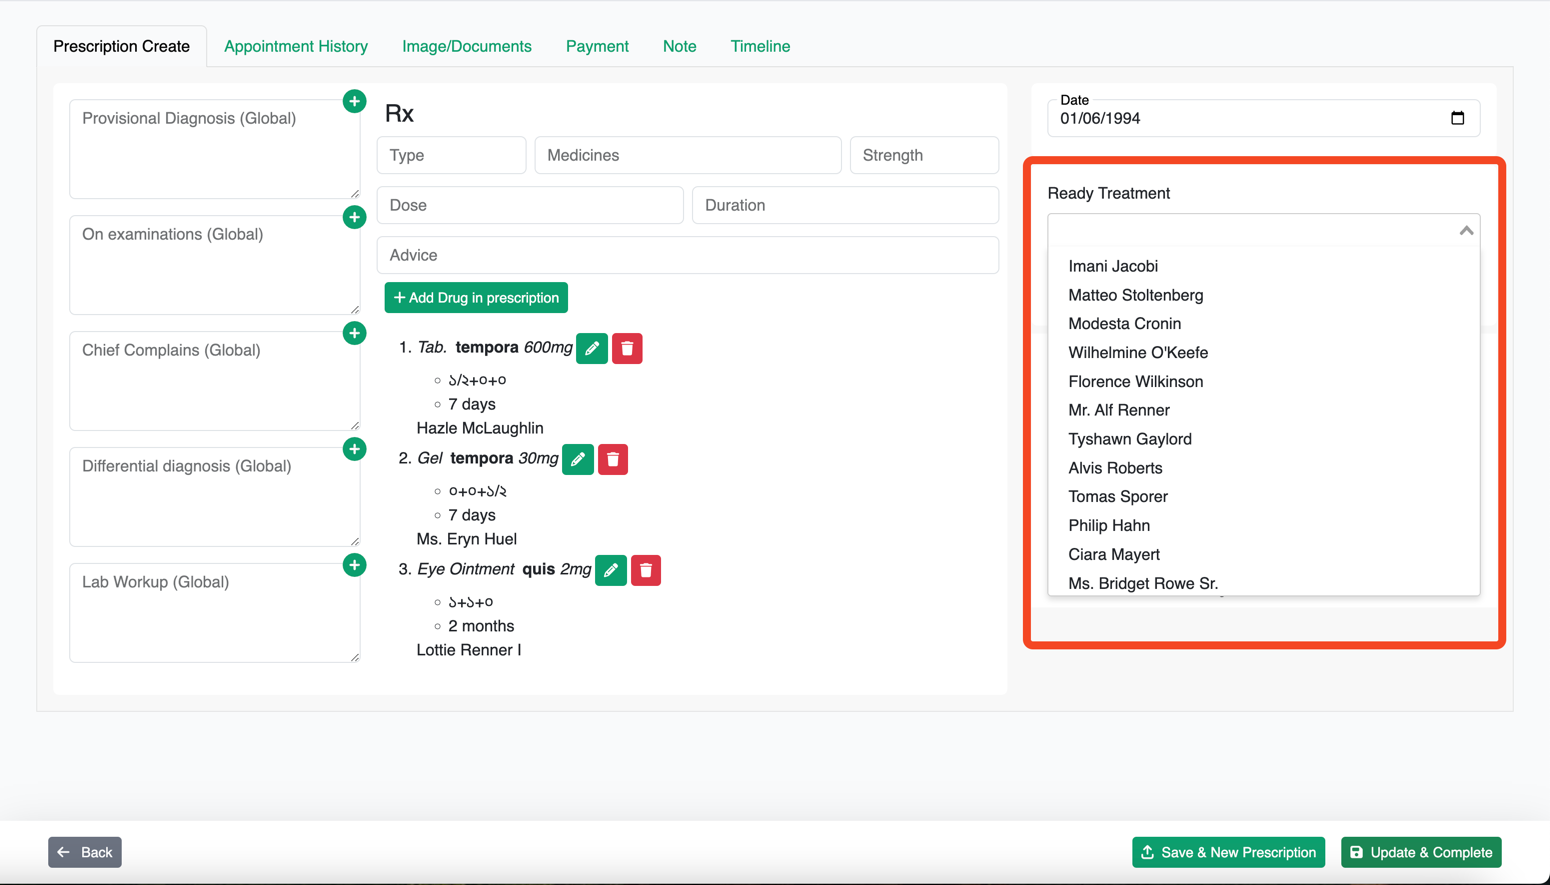 Prescription Create
Appointment History
Image/Documents
Payment
Note
Timeline
Provisional Diagnosis (Global)
On examinations (Global)
Chief Complains (Global)
Differential diagnosis (Global)
Lab Workup (Global)
Rx
Type
Medicines
Strength
Dose
Duration
Advice
+ Add Drug in prescription
1. Tab. tempora 600mg
১/২+০+০
7 days
Hazle McLaughlin
2. Gel tempora 30mg
০+০+১/২
7 days
Ms. Eryn Huel
3. Eye Ointment quis 2mg
১+১+০
2 months
Lottie Renner I
Date
01/06/1994
Ready Treatment
Imani Jacobi
Matteo Stoltenberg
Modesta Cronin
Wilhelmine O'Keefe
Florence Wilkinson
Mr. Alf Renner
Tyshawn Gaylord
Alvis Roberts
Tomas Sporer
Philip Hahn
Ciara Mayert
Ms. Bridget Rowe Sr.
Back
Save & New Prescription
Update & Complete